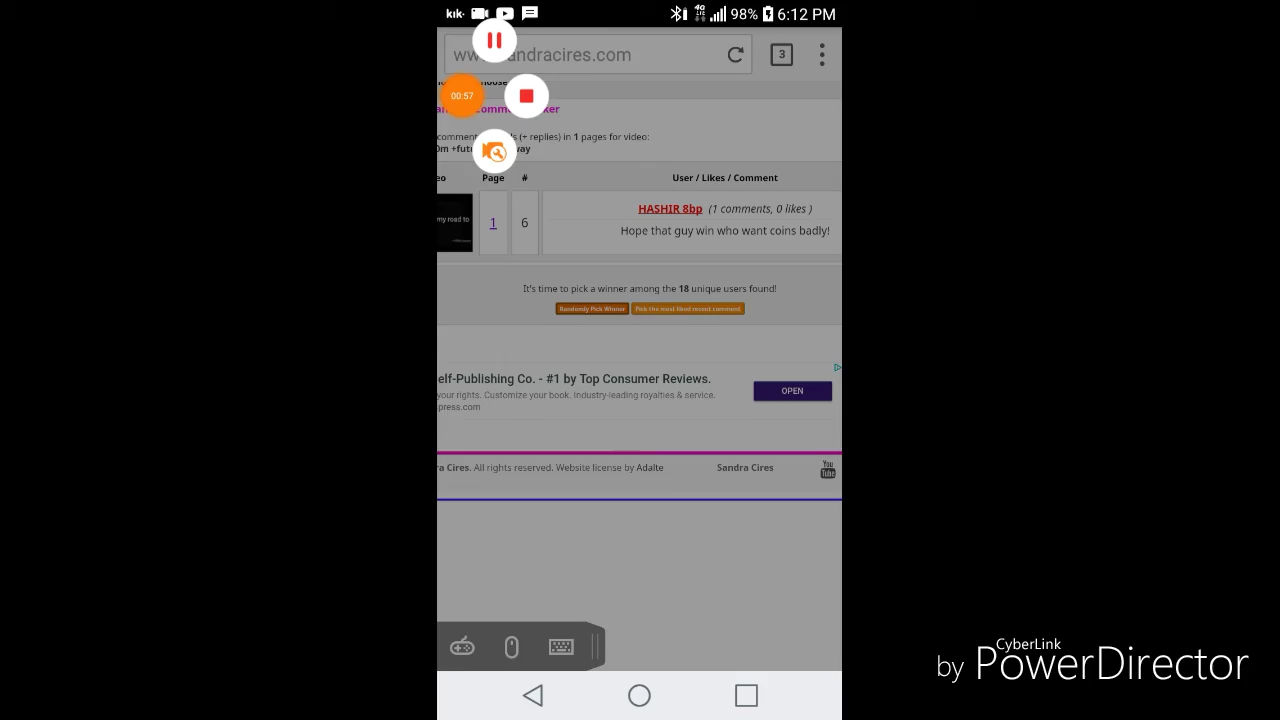 kik 4G LTE 98% 6:12 PM
andracires.com
3
00:57
(+ replies) in 1 pages for video:
Page # User / Likes / Comment
my road to
1 6 HASHIR 8bp (1 comments, 0 likes )
Hope that guy win who want coins badly!
It's time to pick a winner among the 18 unique users found!
Randomly Pick Winner Pick the most liked recent comment
elf-Publishing Co. - #1 by Top Consumer Reviews.
your rights. Customize your book. Industry-leading royalties & service.
press.com
OPEN
ra Cires. All rights reserved. Website license by Adalte Sandra Cires You Tube
CyberLink
by PowerDirector